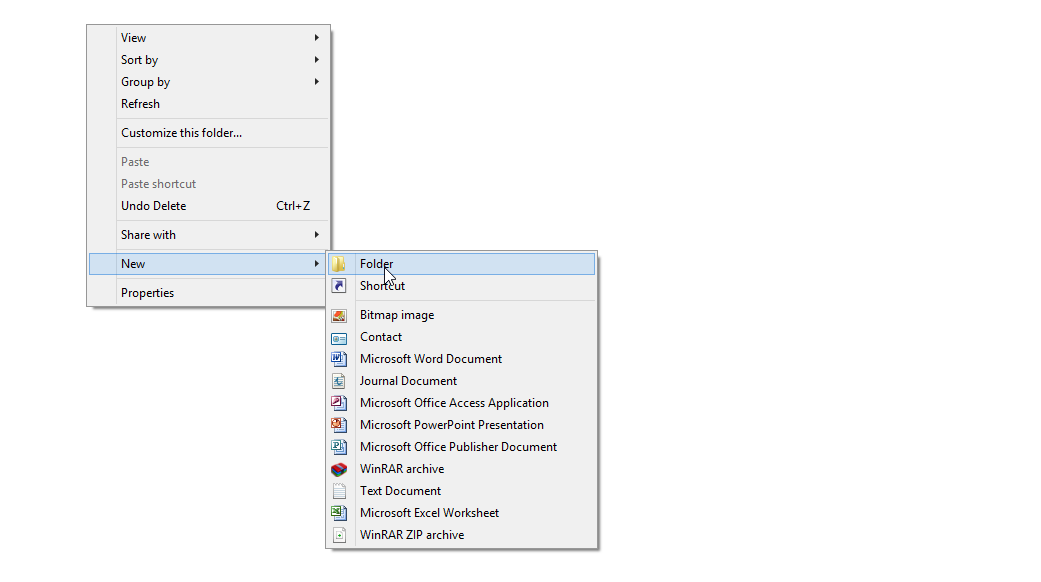 View
Sort by
Group by
Refresh
Customize this folder...
Paste
Paste shortcut
Undo Delete Ctrl+Z
Share with
New
Properties
Folder
Shortcut
Bitmap image
Contact
Microsoft Word Document
Journal Document
Microsoft Office Access Application
Microsoft PowerPoint Presentation
Microsoft Office Publisher Document
WinRAR archive
Text Document
Microsoft Excel Worksheet
WinRAR ZIP archive